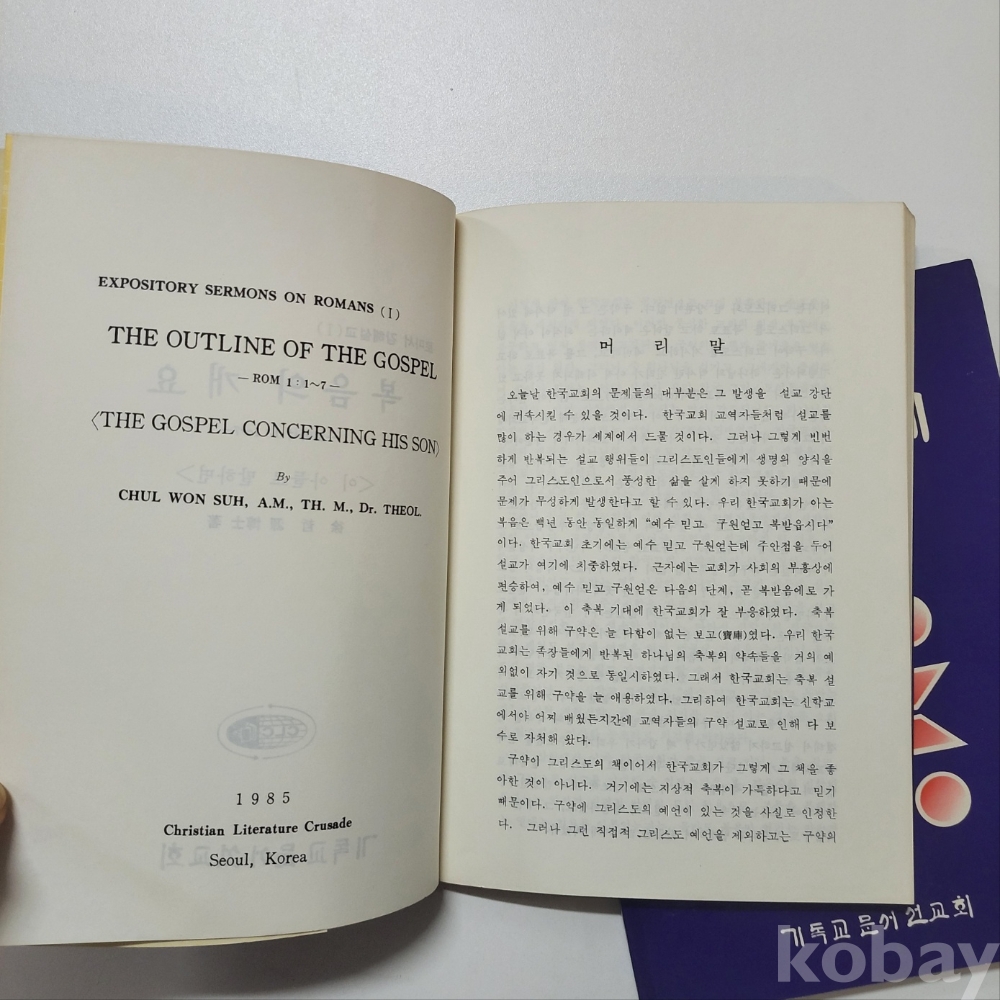 EXPOSITORY SERMONS ON ROMANS (I)
THE OUTLINE OF THE GOSPEL
— ROM 1:1~7 —
〈THE GOSPEL CONCERNING HIS SON〉
By
CHUL WON SUH, A.M., TH. M., Dr. THEOL.
CLC
1985
Christian Literature Crusade
Seoul, Korea
머리말
오늘날 한국교회의 문제들의 대부분은 그 발생을 설교 강단
에 귀속시킬 수 있을 것이다. 한국교회 교역자들처럼 설교를
많이 하는 경우가 세계에서 드물 것이다. 그러나 그렇게 빈번
하게 반복되는 설교 행위들이 그리스도인들에게 생명의 양식을
주어 그리스도인으로서 풍성한 삶을 살게 하지 못하기 때문에
문제가 무성하게 발생한다고 할 수 있다. 우리 한국교회가 아는
복음은 백년 동안 동일하게 “예수 믿고 구원얻고 복받읍시다”
이다. 한국교회 초기에는 예수 믿고 구원얻는데 주안점을 두어
설교가 여기에 치중하였다. 근자에는 교회가 사회의 부흥상에
편승하여, 예수 믿고 구원얻은 다음의 단계, 곧 복받음에로 가
게 되었다. 이 축복 기대에 한국교회가 잘 부응하였다. 축복
설교를 위해 구약은 늘 다함이 없는 보고(寶庫)였다. 우리 한국
교회는 족장들에게 반복된 하나님의 축복의 약속들을 거의 예
외없이 자기 것으로 동일시하였다. 그래서 한국교회는 축복 설
교를 위해 구약을 늘 애용하였다. 그리하여 한국교회는 신학교
에서야 어찌 배웠든지간에 교역자들의 구약 설교로 인해 다 보
수로 자처해 왔다.
구약이 그리스도의 책이어서 한국교회가 그렇게 그 책을 좋
아한 것이 아니다. 거기에는 지상적 축복이 가득하다고 믿기
때문이다. 구약에 그리스도의 예언이 있는 것을 사실로 인정한
다. 그러나 그런 직접적 그리스도 예언을 제외하고는 구약의
기독교문서선교회
kobay